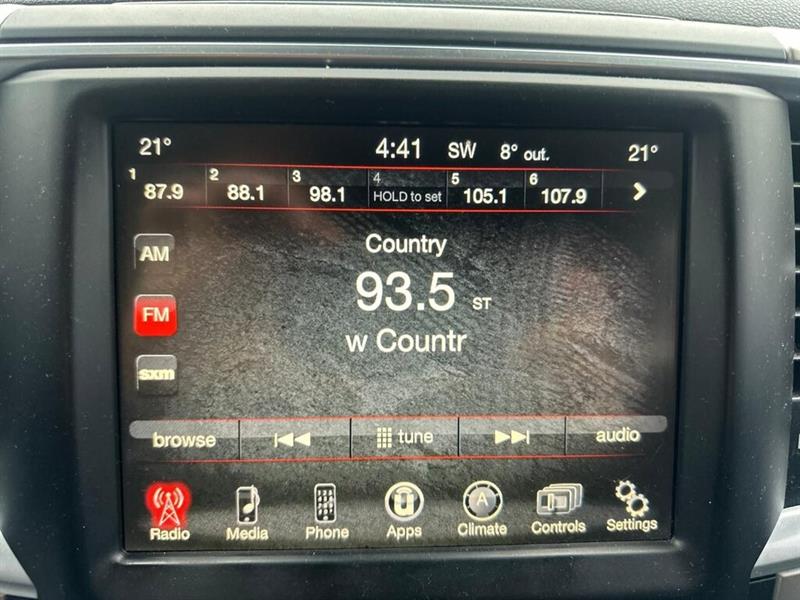 21° 4:41 SW 8° out. 21°
1 87.9 2 88.1 3 98.1 4 HOLD to set 5 105.1 6 107.9
Country
AM
93.5 ST
FM
w Countr
sxm
browse tune audio
Radio Media Phone Apps A Climate Controls Settings